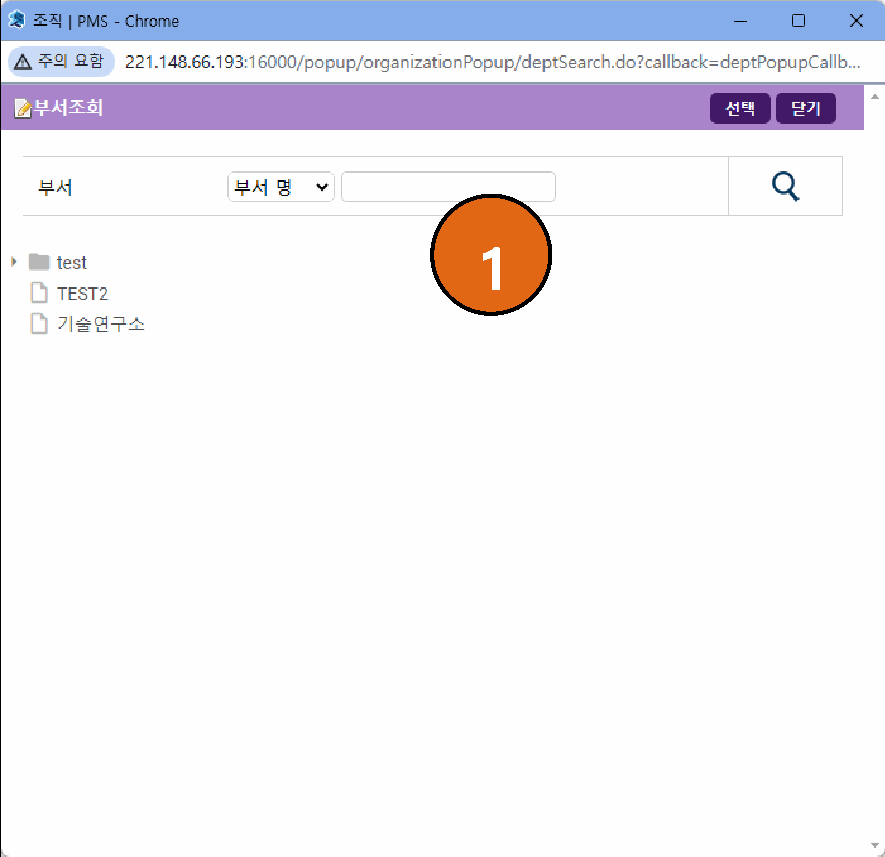 조직 | PMS - Chrome
주의 요함 221.148.66.193:16000/popup/organizationPopup/deptSearch.do?callback=deptPopupCallb...
부서조회 선택 닫기
부서 부서 명
1
test
TEST2
기술연구소